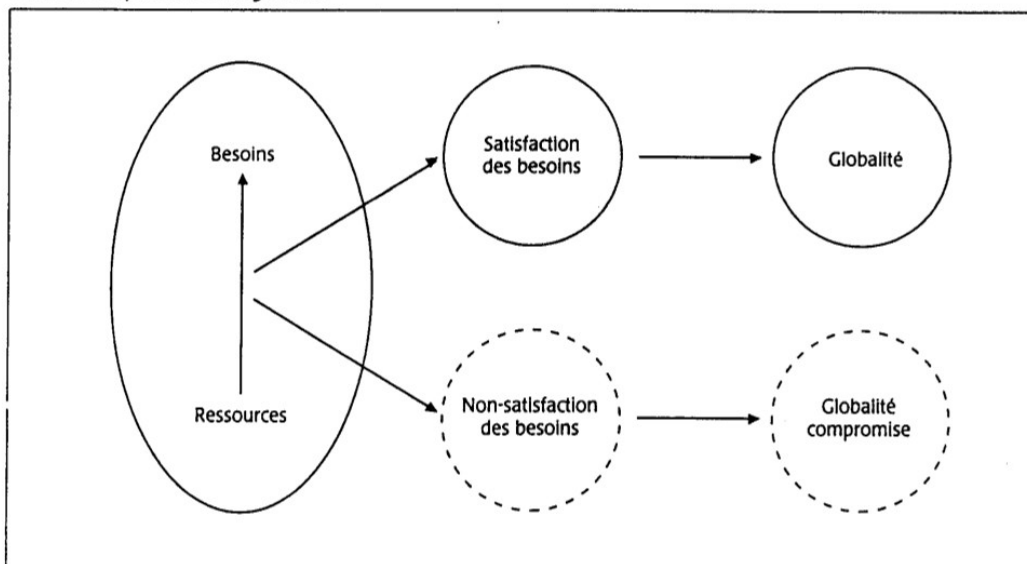 Besoins
Ressources
Satisfaction
des besoins
Globalité
Non-satisfaction
des besoins
Globalité
compromise